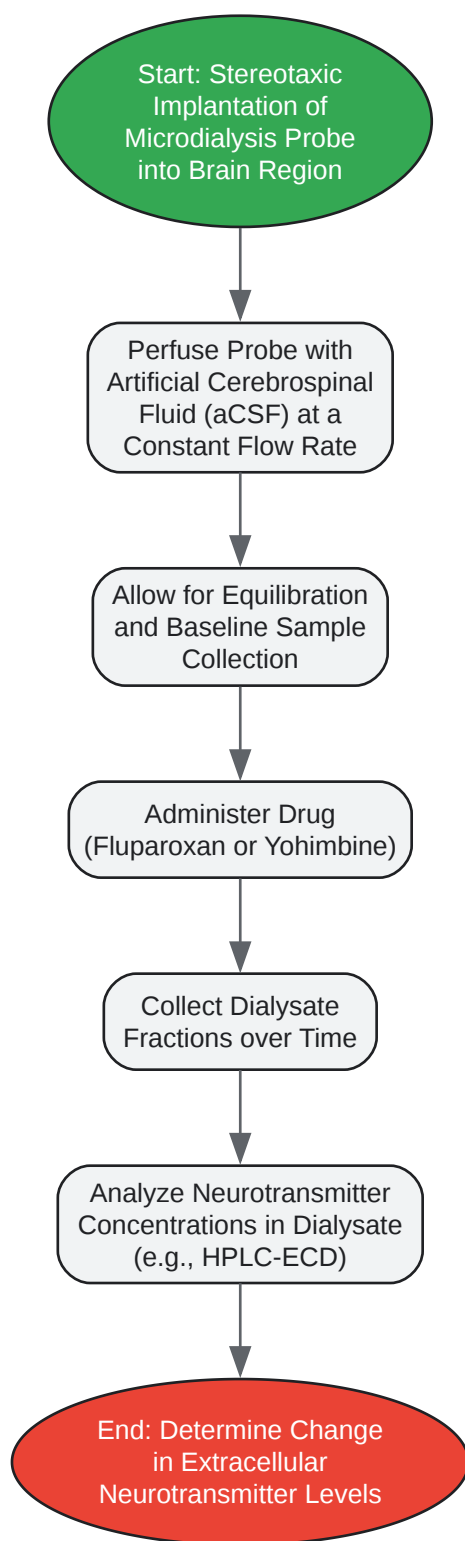 Start: Stereotaxic
Implantation of
Microdialysis Probe
into Brain Region
Perfuse Probe with
Artificial Cerebrospinal
Fluid (aCSF) at a
Constant Flow Rate
Allow for Equilibration
and Baseline Sample
Collection
Administer Drug
(Fluparoxan or Yohimbine)
Collect Dialysate
Fractions over Time
Analyze Neurotransmitter
Concentrations in Dialysate
(e.g., HPLC-ECD)
End: Determine Change
in Extracellular
Neurotransmitter Levels